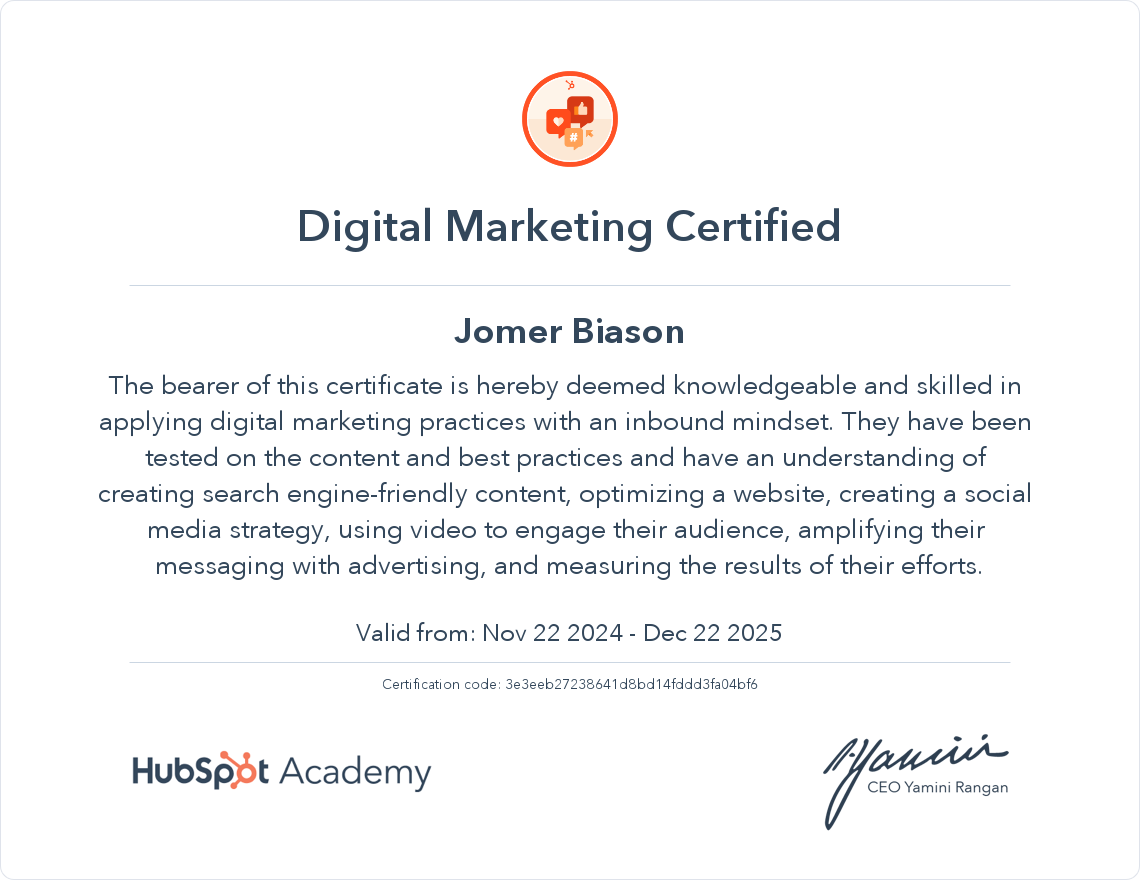 Digital Marketing Certified
Jomer Biason
The bearer of this certificate is hereby deemed knowledgeable and skilled in
applying digital marketing practices with an inbound mindset. They have been
tested on the content and best practices and have an understanding of
creating search engine-friendly content, optimizing a website, creating a social
media strategy, using video to engage their audience, amplifying their
messaging with advertising, and measuring the results of their efforts.
Valid from: Nov 22 2024 - Dec 22 2025
Certification code: 3e3eeb27238641d8bd14fddd3fa04bf6
HubSpot Academy
Yamini
CEO Yamini Rangan